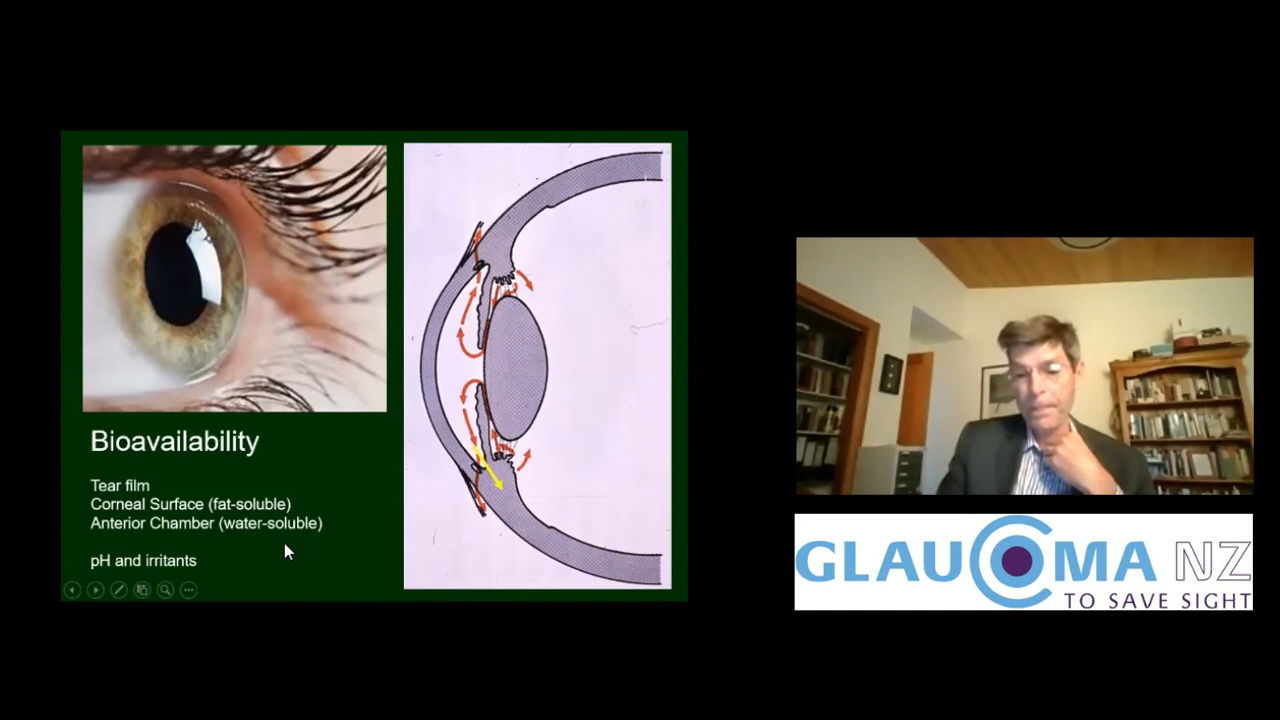 Bioavailability
Tear film
Corneal Surface (fat-soluble)
Anterior Chamber (water-soluble)
pH and irritants
GLAUCOMA NZ
TO SAVE SIGHT